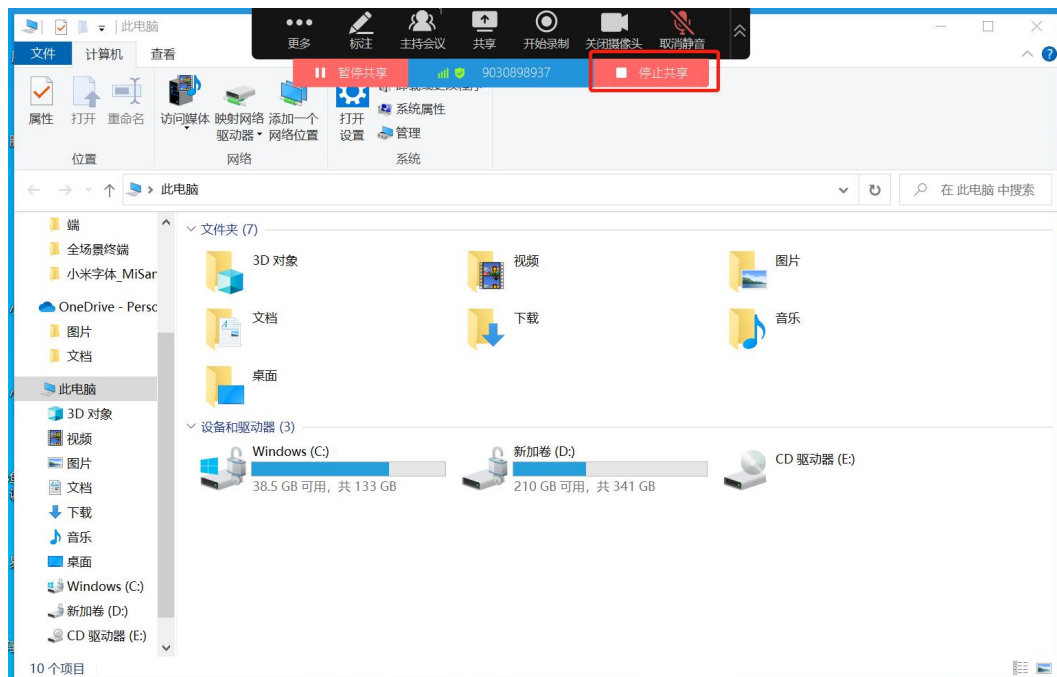 此电脑
更多
标注
主持会议
共享
开始录制
关闭摄像头
取消静音
文件
计算机
查看
暂停共享
9030898937
停止共享
属性
打开
重命名
访问媒体
映射网络
驱动器
添加一个
网络位置
打开
设置
系统属性
管理
位置
网络
系统
此电脑
在 此电脑 中搜索
端
全场景终端
小米字体_MiSar
OneDrive - Perso
图片
文档
此电脑
3D 对象
视频
图片
文档
下载
音乐
桌面
Windows (C:)
新加卷 (D:)
CD 驱动器 (E:)
文件夹 (7)
3D 对象
视频
图片
文档
下载
音乐
桌面
设备和驱动器 (3)
Windows (C:)
38.5 GB 可用，共 133 GB
新加卷 (D:)
210 GB 可用，共 341 GB
CD 驱动器 (E:)
10 个项目